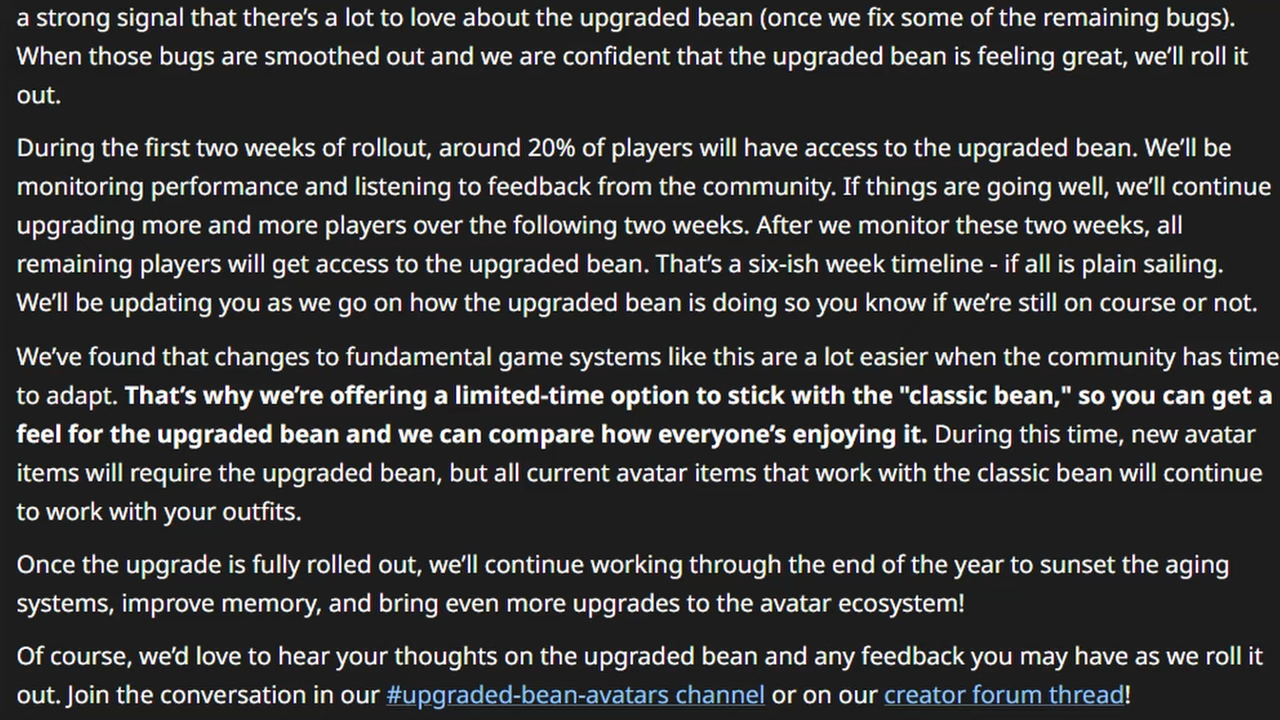 a strong signal that there’s a lot to love about the upgraded bean (once we fix some of the remaining bugs).
When those bugs are smoothed out and we are confident that the upgraded bean is feeling great, we’ll roll it
out.
During the first two weeks of rollout, around 20% of players will have access to the upgraded bean. We’ll be
monitoring performance and listening to feedback from the community. If things are going well, we’ll continue
upgrading more and more players over the following two weeks. After we monitor these two weeks, all
remaining players will get access to the upgraded bean. That’s a six-ish week timeline - if all is plain sailing.
We’ll be updating you as we go on how the upgraded bean is doing so you know if we’re still on course or not.
We’ve found that changes to fundamental game systems like this are a lot easier when the community has time
to adapt. That’s why we’re offering a limited-time option to stick with the "classic bean," so you can get a
feel for the upgraded bean and we can compare how everyone’s enjoying it. During this time, new avatar
items will require the upgraded bean, but all current avatar items that work with the classic bean will continue
to work with your outfits.
Once the upgrade is fully rolled out, we’ll continue working through the end of the year to sunset the aging
systems, improve memory, and bring even more upgrades to the avatar ecosystem!
Of course, we’d love to hear your thoughts on the upgraded bean and any feedback you may have as we roll it
out. Join the conversation in our #upgraded-bean-avatars channel or on our creator forum thread!